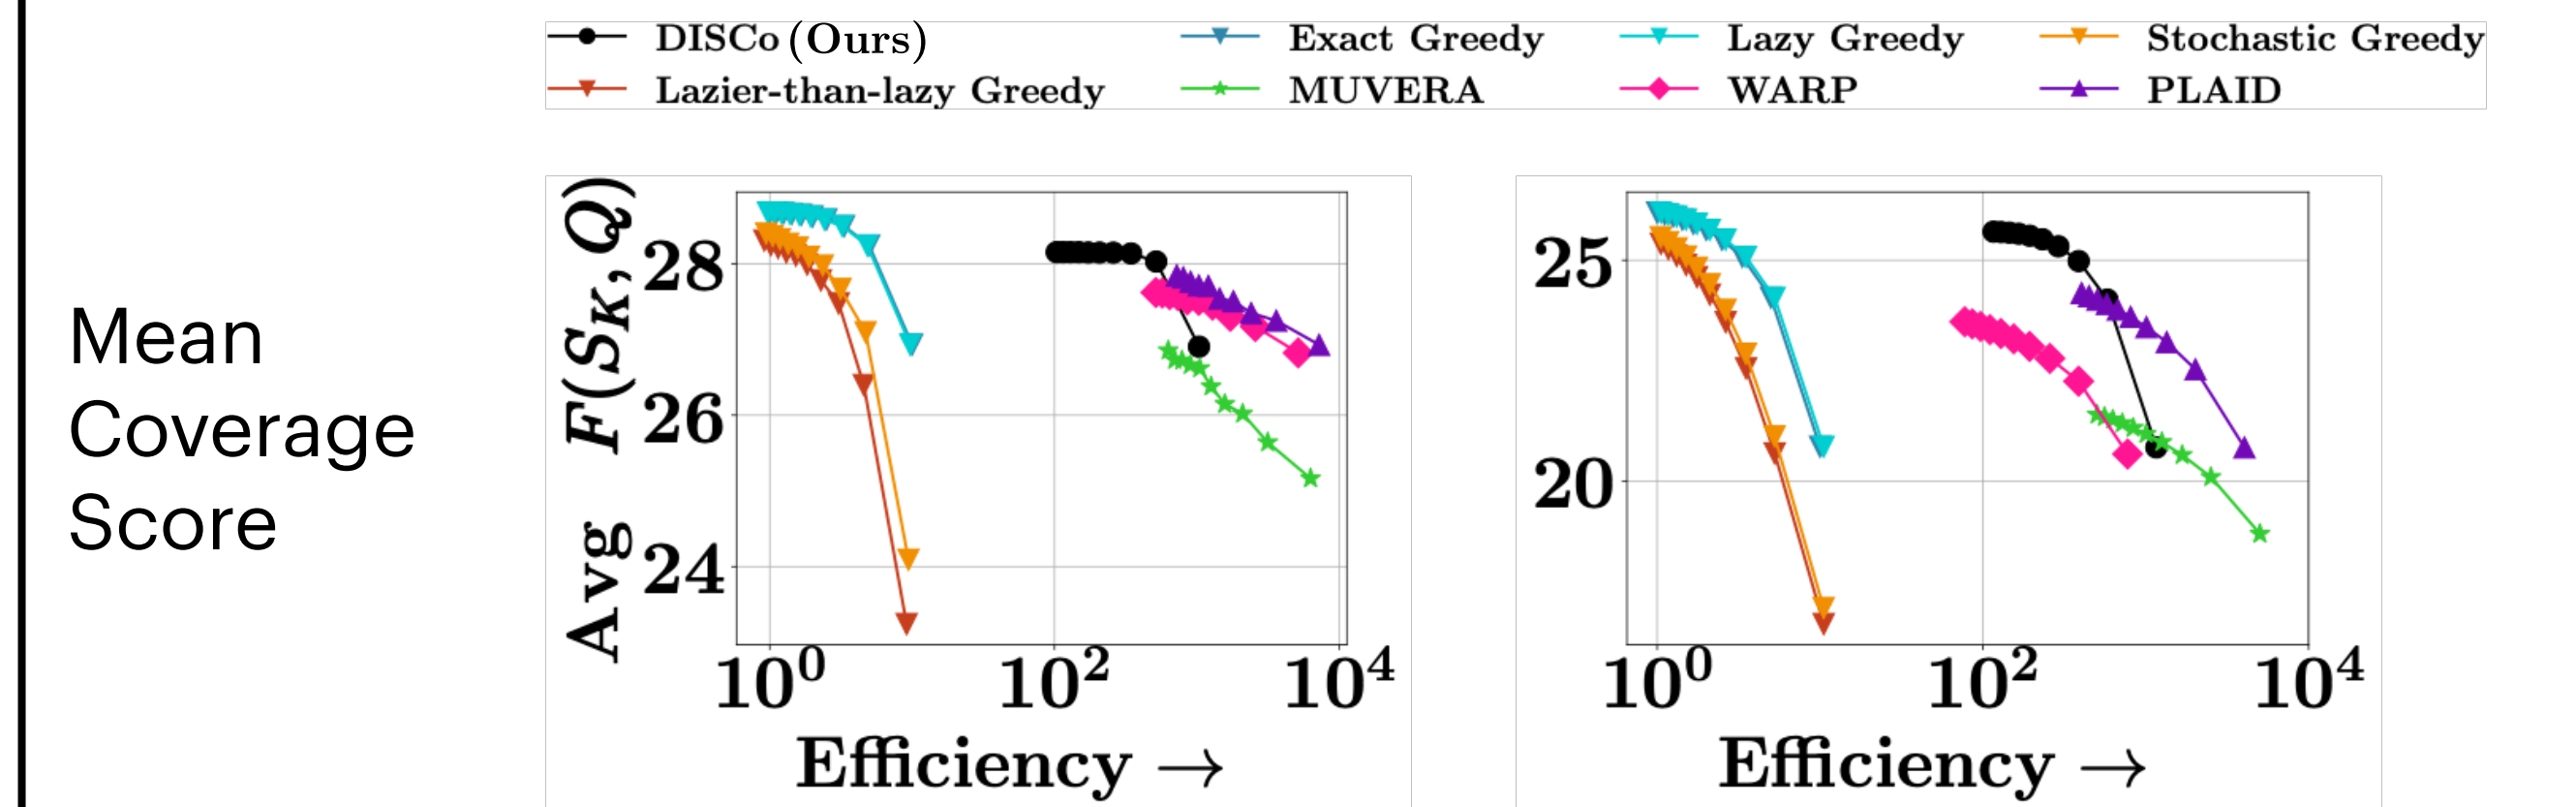 DISCo (Ours) Exact Greedy Lazy Greedy Stochastic Greedy
Lazier-than-lazy Greedy MUVERA WARP PLAID
Mean
Coverage
Score
Avg F(S_K, Q)
28
26
24
10^0 10^2 10^4
Efficiency →
25
20
10^0 10^2 10^4
Efficiency →